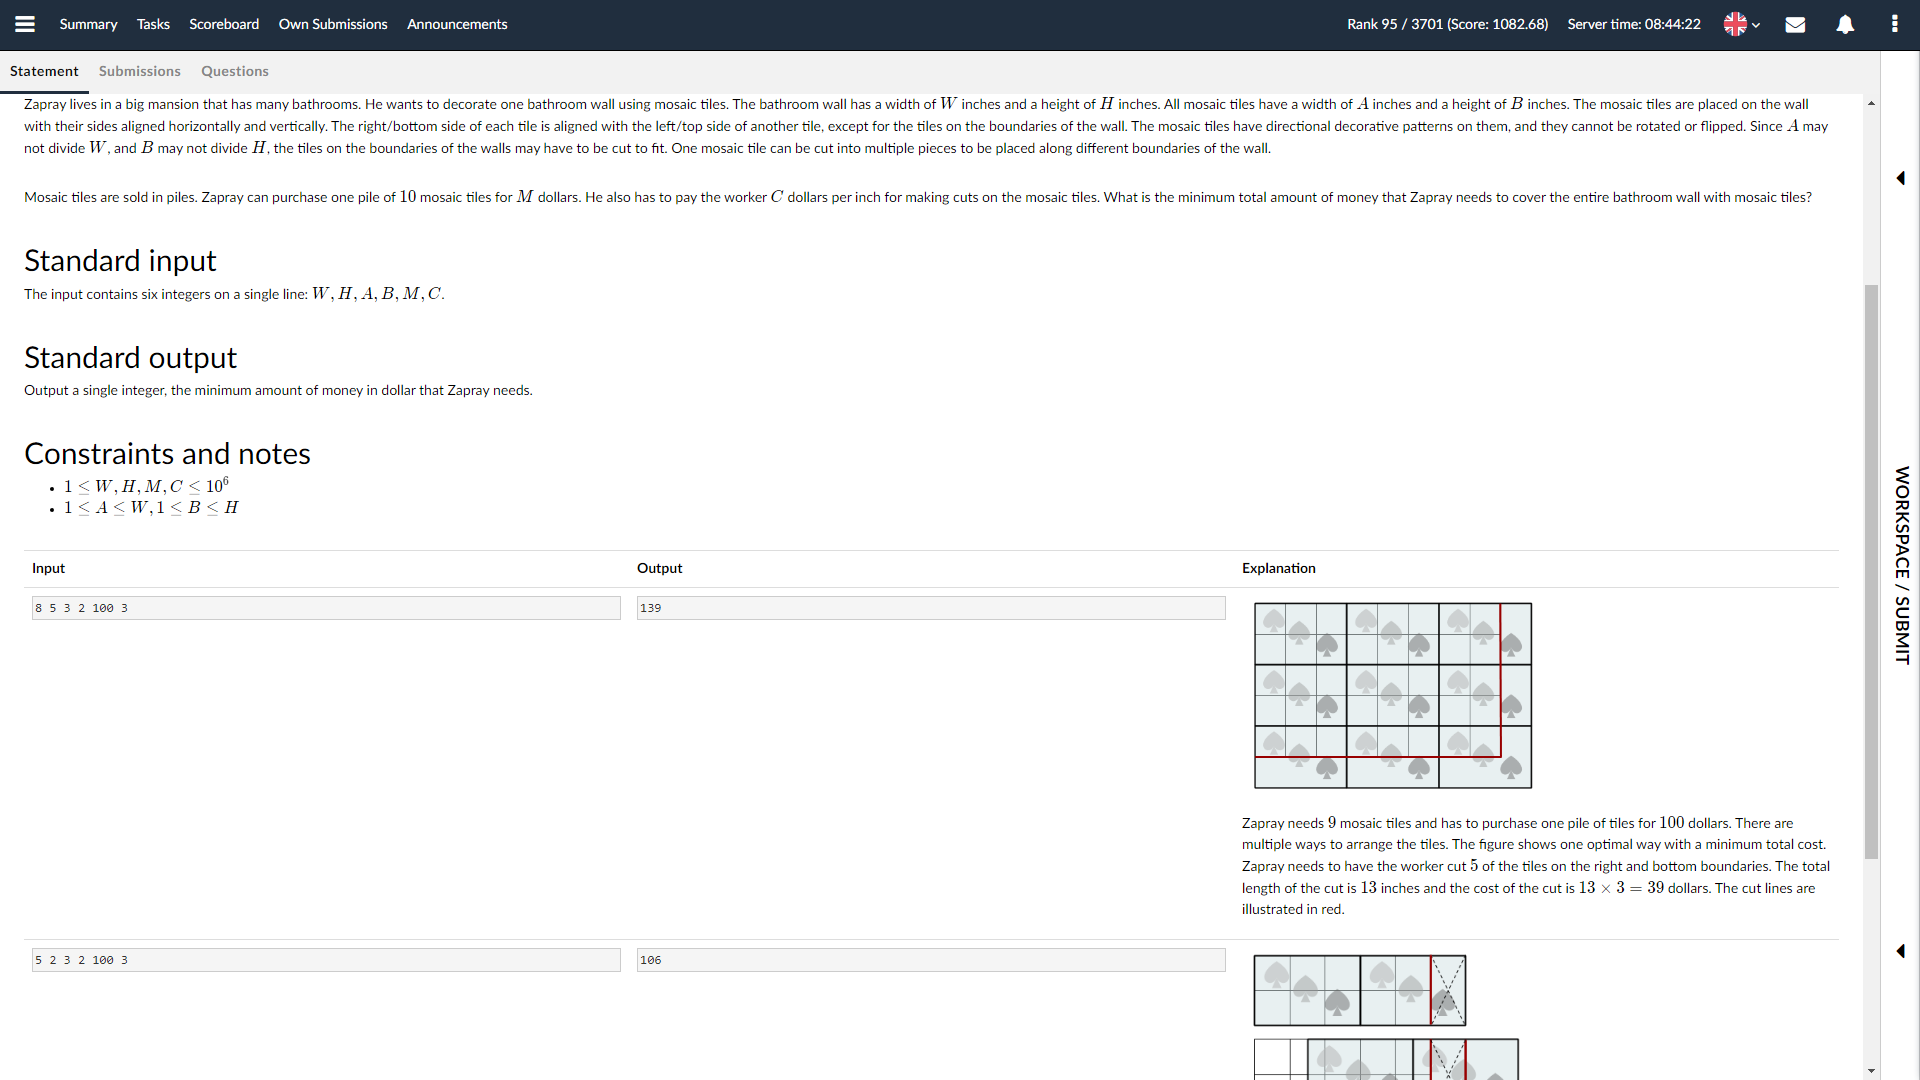 Summary Tasks Scoreboard Own Submissions Announcements Rank 95 / 3701 (Score: 1082.68) Server time: 08:44:22
Statement Submissions Questions
Zapray lives in a big mansion that has many bathrooms. He wants to decorate one bathroom wall using mosaic tiles. The bathroom wall has a width of W inches and a height of H inches. All mosaic tiles have a width of A inches and a height of B inches. The mosaic tiles are placed on the wall
with their sides aligned horizontally and vertically. The right/bottom side of each tile is aligned with the left/top side of another tile, except for the tiles on the boundaries of the wall. The mosaic tiles have directional decorative patterns on them, and they cannot be rotated or flipped. Since A may
not divide W, and B may not divide H, the tiles on the boundaries of the walls may have to be cut to fit. One mosaic tile can be cut into multiple pieces to be placed along different boundaries of the wall.
Mosaic tiles are sold in piles. Zapray can purchase one pile of 10 mosaic tiles for M dollars. He also has to pay the worker C dollars per inch for making cuts on the mosaic tiles. What is the minimum total amount of money that Zapray needs to cover the entire bathroom wall with mosaic tiles?
Standard input
The input contains six integers on a single line: W, H, A, B, M, C.
Standard output
Output a single integer, the minimum amount of money in dollar that Zapray needs.
Constraints and notes
• 1 ≤ W, H, M, C ≤ 10⁶
• 1 ≤ A ≤ W, 1 ≤ B ≤ H
Input Output Explanation
8 5 3 2 100 3 139
Zapray needs 9 mosaic tiles and has to purchase one pile of tiles for 100 dollars. There are
multiple ways to arrange the tiles. The figure shows one optimal way with a minimum total cost.
Zapray needs to have the worker cut 5 of the tiles on the right and bottom boundaries. The total
length of the cut is 13 inches and the cost of the cut is 13 × 3 = 39 dollars. The cut lines are
illustrated in red.
5 2 3 2 100 3 106
WORKSPACE / SUBMIT